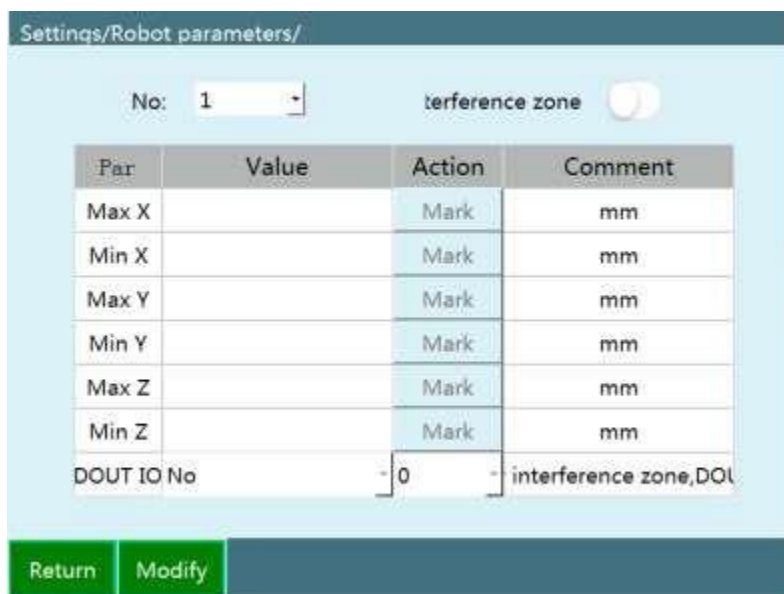 Settings/Robot parameters/
No: 1 terference zone
Par Value Action Comment
Max X Mark mm
Min X Mark mm
Max Y Mark mm
Min Y Mark mm
Max Z Mark mm
Min Z Mark mm
DOUT IO No 0 interference zone,DOU
Return Modify